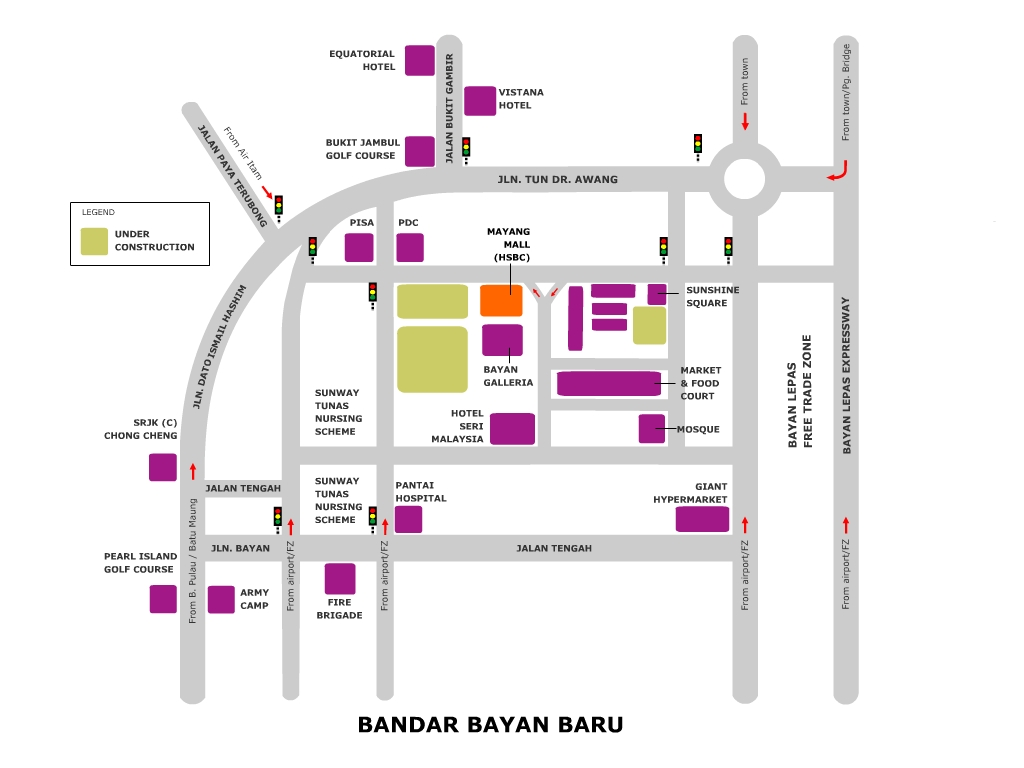 EQUATORIAL
HOTEL
JALAN BUKIT GAMBIR
VISTANA
HOTEL
From town
From town/Pg. Bridge
BUKIT JAMBUL
GOLF COURSE
From Air Itam
JALAN PAYA TERUBONG
JLN. TUN DR. AWANG
LEGEND
UNDER
CONSTRUCTION
PISA
PDC
MAYANG
MALL
(HSBC)
SUNSHINE
SQUARE
JLN. DATO ISMAIL HASHIM
BAYAN LEPAS
FREE TRADE ZONE
BAYAN LEPAS EXPRESSWAY
BAYAN
GALLERIA
MARKET
& FOOD
COURT
SUNWAY
TUNAS
NURSING
SCHEME
HOTEL
SERI
MALAYSIA
MOSQUE
SRJK (C)
CHONG CHENG
JALAN TENGAH
SUNWAY
TUNAS
NURSING
SCHEME
PANTAI
HOSPITAL
GIANT
HYPERMARKET
From B. Pulau / Batu Maung
JLN. BAYAN
JALAN TENGAH
PEARL ISLAND
GOLF COURSE
ARMY
CAMP
From airport/FZ
FIRE
BRIGADE
From airport/FZ
From airport/FZ
From airport/FZ
BANDAR BAYAN BARU